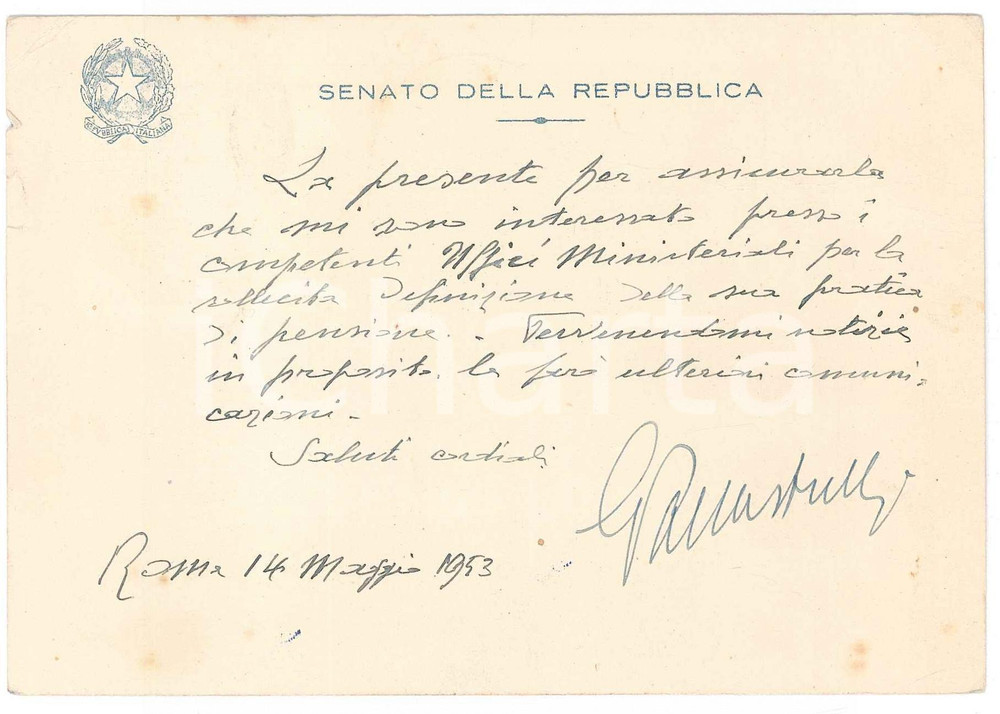 REPVBBLICA ITALIANA
SENATO DELLA REPUBBLICA
La presente per assicurarla
che mi sono interessato presso i
competenti Uffici Ministeriali per la
sollecita definizione della sua pratica
di pensione. - Pervenendomi notizie
in proposito le farò ulteriori comuni-
cazioni -
Saluti cordiali
Roma 14 Maggio 1953
iCharta